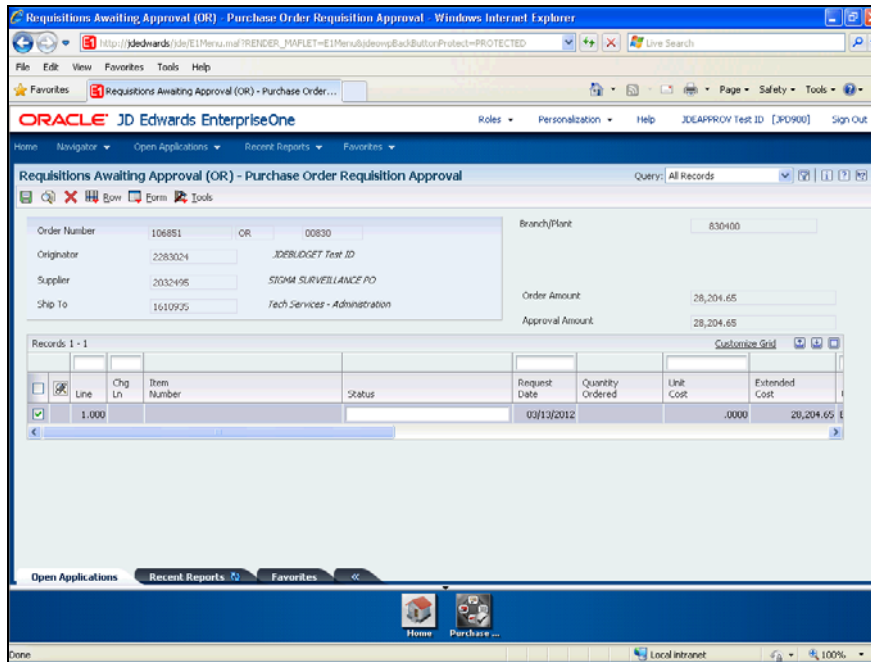 Requisitions Awaiting Approval (OR) - Purchase Order Requisition Approval - Windows Internet Explorer
http://jdedwards/jde/E1Menu.maf?RENDER_MAFLET=E1Menu&jdeowpBackButtonProtect=PROTECTED
Live Search
File Edit View Favorites Tools Help
Favorites
Requisitions Awaiting Approval (OR) - Purchase Order...
Page Safety Tools
ORACLE JD Edwards EnterpriseOne
Roles Personalization Help JDEAPPROV Test ID [JPD900] Sign Out
Home Navigator Open Applications Recent Reports Favorites
Requisitions Awaiting Approval (OR) - Purchase Order Requisition Approval
Query: All Records
Row Form Tools
Order Number 106851 OR 00830
Branch/Plant 830400
Originator 2283024 JDEBUDGET Test ID
Supplier 2032495 SIGMA SURVEILLANCE PO
Ship To 1610935 Tech Services - Administration
Order Amount 28,204.65
Approval Amount 28,204.65
Records 1 - 1
Customize Grid
Line Chg Ln Item Number Status Request Date Quantity Ordered Unit Cost Extended Cost
1.000 03/13/2012 .0000 28,204.65
Open Applications Recent Reports Favorites <<
Home Purchase ...
Done
Local intranet
100%